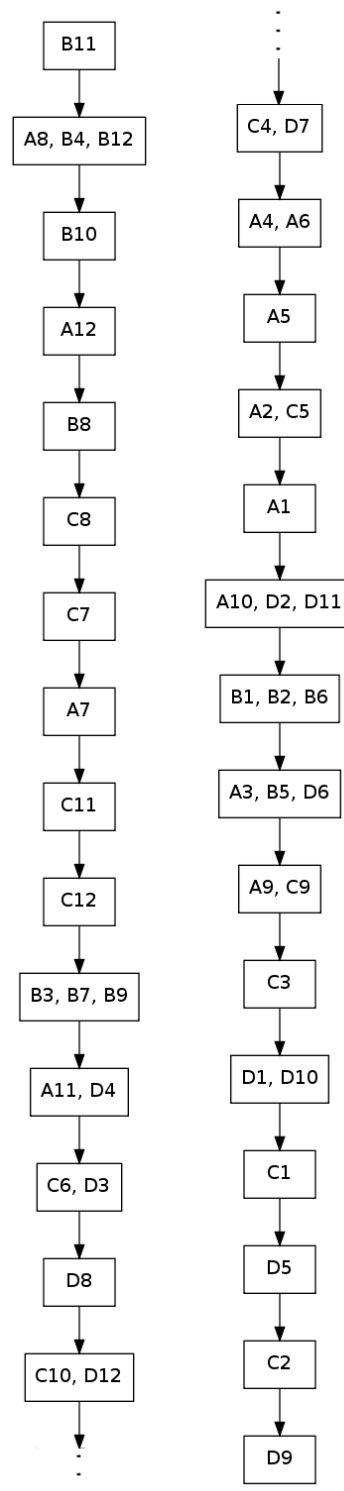 B11
A8, B4, B12
B10
A12
B8
C8
C7
A7
C11
C12
B3, B7, B9
A11, D4
C6, D3
D8
C10, D12
C4, D7
A4, A6
A5
A2, C5
A1
A10, D2, D11
B1, B2, B6
A3, B5, D6
A9, C9
C3
D1, D10
C1
D5
C2
D9